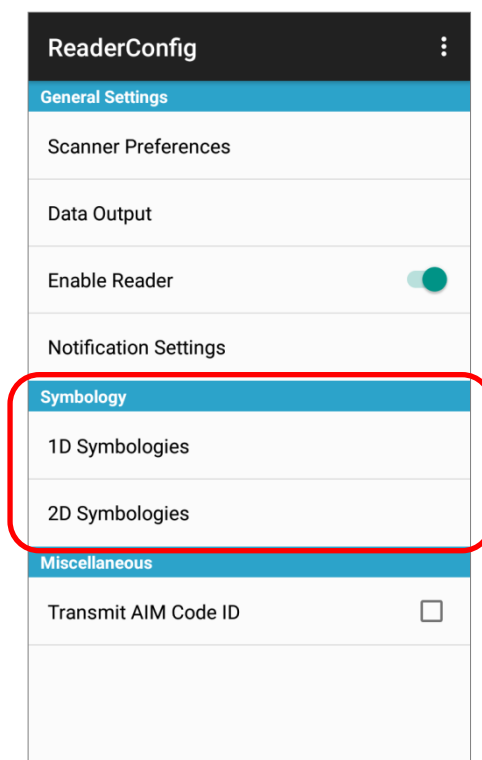 ReaderConfig
General Settings
Scanner Preferences
Data Output
Enable Reader
Notification Settings
Symbology
1D Symbologies
2D Symbologies
Miscellaneous
Transmit AIM Code ID